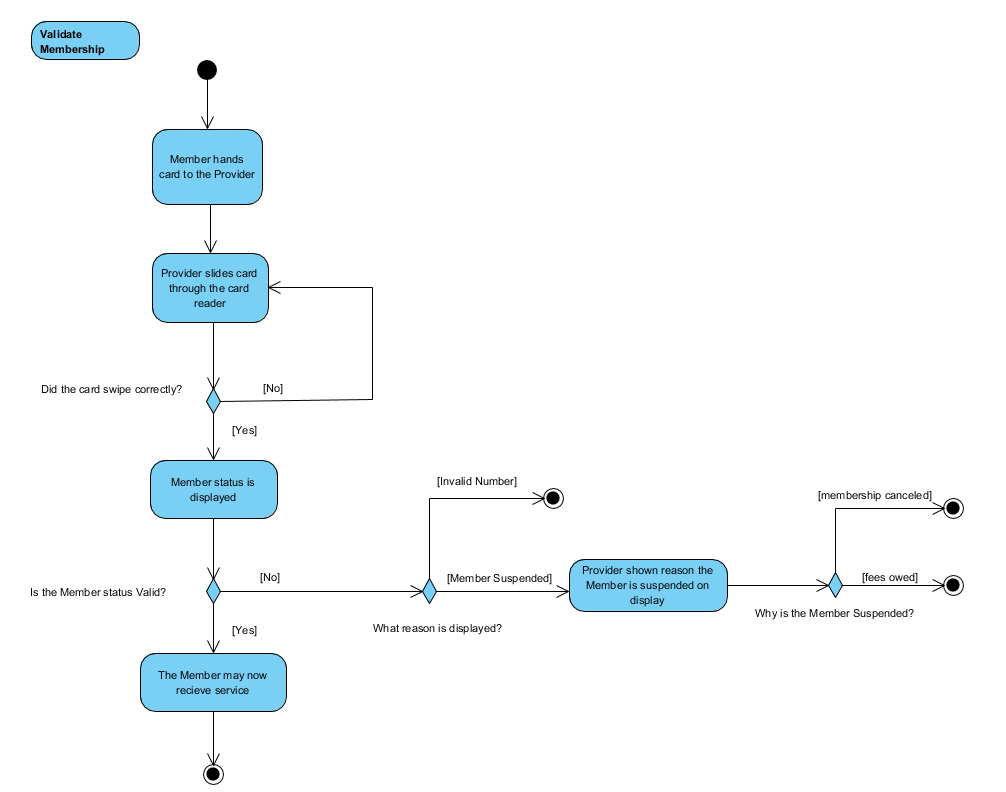 Validate
Membership
Member hands
card to the Provider
Provider slides card
through the card
reader
Did the card swipe correctly?
[No]
[Yes]
Member status is
displayed
[Invalid Number]
[membership canceled]
Is the Member status Valid?
[No]
[Member Suspended]
Provider shown reason the
Member is suspended on
display
[fees owed]
What reason is displayed?
Why is the Member Suspended?
[Yes]
The Member may now
recieve service